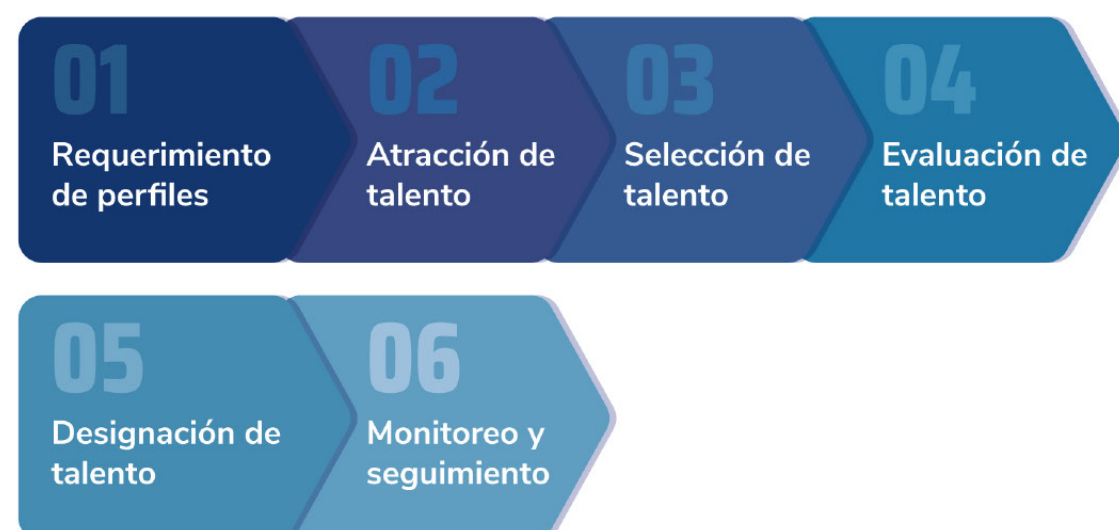 01
Requerimiento
de perfiles
02
Atracción de
talento
03
Selección de
talento
04
Evaluación de
talento
05
Designación de
talento
06
Monitoreo y
seguimiento